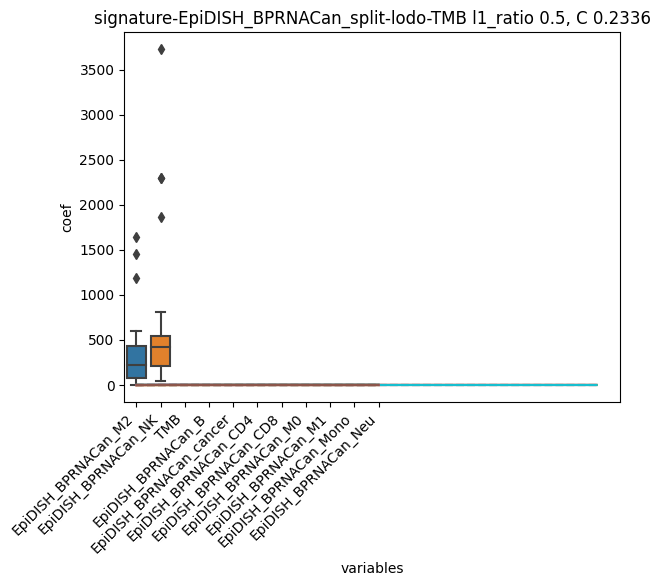 signature-EpiDISH_BPRNACan_split-lodo-TMB l1_ratio 0.5, C 0.2336
3500
3000
2500
2000
1500
1000
500
0
coef
EpiDISH_BPRNACan_M2
EpiDISH_BPRNACan_NK
TMB
EpiDISH_BPRNACan_B
EpiDISH_BPRNACan_cancer
EpiDISH_BPRNACan_CD4
EpiDISH_BPRNACan_CD8
EpiDISH_BPRNACan_M0
EpiDISH_BPRNACan_M1
EpiDISH_BPRNACan_Mono
EpiDISH_BPRNACan_Neu
variables